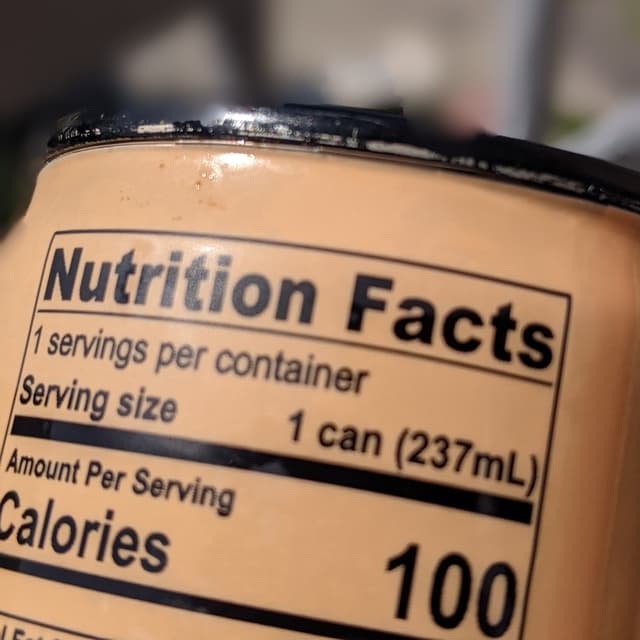 Nutrition Facts
1 servings per container
Serving size 1 can (237mL)
Amount Per Serving
Calories 100